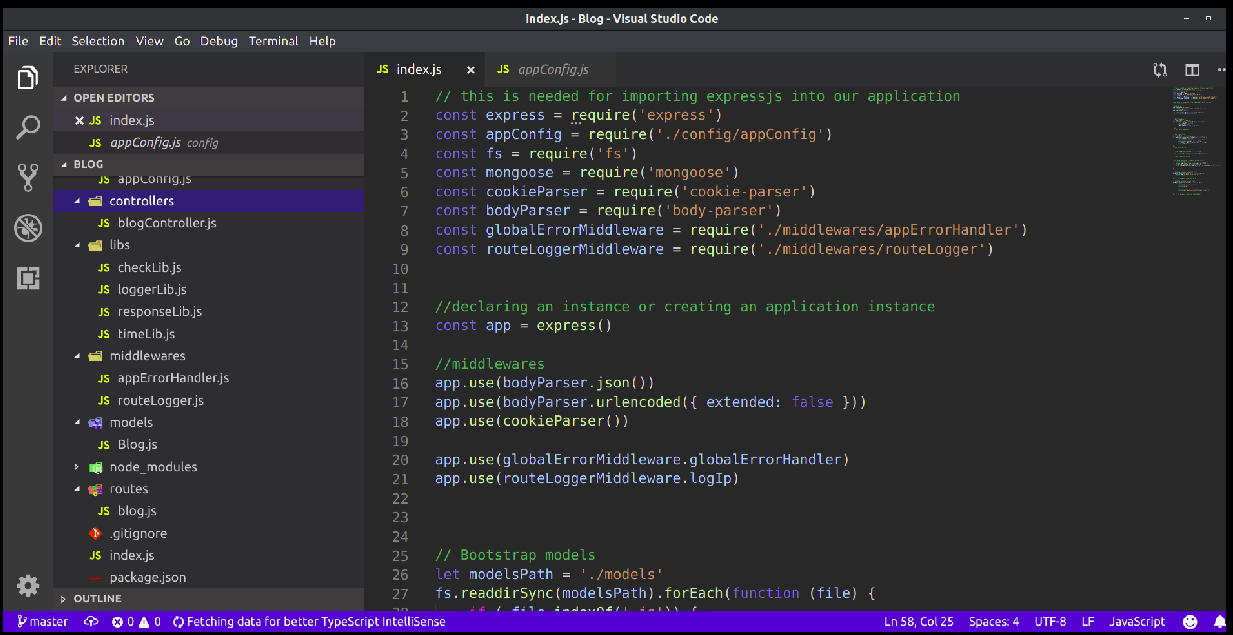 index.js - Blog - Visual Studio Code
File Edit Selection View Go Debug Terminal Help
EXPLORER
OPEN EDITORS
JS index.js
JS appConfig.js config
BLOG
JS appConfig.js
controllers
JS blogController.js
libs
JS checkLib.js
JS loggerLib.js
JS responseLib.js
JS timeLib.js
middlewares
JS appErrorHandler.js
JS routeLogger.js
models
JS Blog.js
node_modules
routes
JS blog.js
.gitignore
JS index.js
package.json
OUTLINE
JS index.js
JS appConfig.js
1 // this is needed for importing expressjs into our application
2 const express = require('express')
3 const appConfig = require('./config/appConfig')
4 const fs = require('fs')
5 const mongoose = require('mongoose')
6 const cookieParser = require('cookie-parser')
7 const bodyParser = require('body-parser')
8 const globalErrorMiddleware = require('./middlewares/appErrorHandler')
9 const routeLoggerMiddleware = require('./middlewares/routeLogger')
10
11
12 //declaring an instance or creating an application instance
13 const app = express()
14
15 //middlewares
16 app.use(bodyParser.json())
17 app.use(bodyParser.urlencoded({ extended: false }))
18 app.use(cookieParser())
19
20 app.use(globalErrorMiddleware.globalErrorHandler)
21 app.use(routeLoggerMiddleware.logIp)
22
23
24
25 // Bootstrap models
26 let modelsPath = './models'
27 fs.readdirSync(modelsPath).forEach(function (file) {
28 if (~file.indexOf('.js')) {
master 0 0 Fetching data for better TypeScript IntelliSense
Ln 58, Col 25 Spaces: 4 UTF-8 LF JavaScript